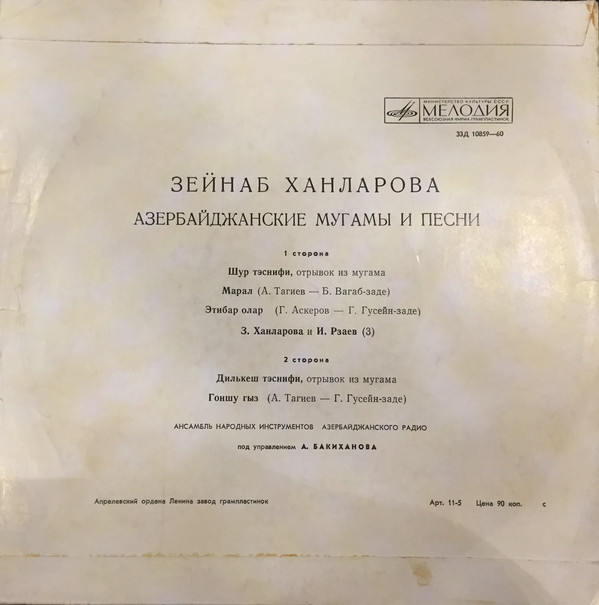 МИНИСТЕРСТВО КУЛЬТУРЫ СССР
МЕЛОДИЯ
ВСЕСОЮЗНАЯ ФИРМА ГРАМПЛАСТИНОК
33Д 10859—60
ЗЕЙНАБ ХАНЛАРОВА
АЗЕРБАЙДЖАНСКИЕ МУГАМЫ И ПЕСНИ
1 сторона
Шур тэснифи, отрывок из мугама
Марал (А. Тагиев — Б. Вагаб-заде)
Этибар олар (Г. Аскеров — Г. Гусейн-заде)
З. Ханларова и И. Рзаев (3)
2 сторона
Дилькеш тэснифи, отрывок из мугама
Гоншу гыз (А. Тагиев — Г. Гусейн-заде)
АНСАМБЛЬ НАРОДНЫХ ИНСТРУМЕНТОВ АЗЕРБАЙДЖАНСКОГО РАДИО
под управлением А. БАКИХАНОВА
Апрелевский ордена Ленина завод грампластинок Арт. 11-5 Цена 90 коп. с